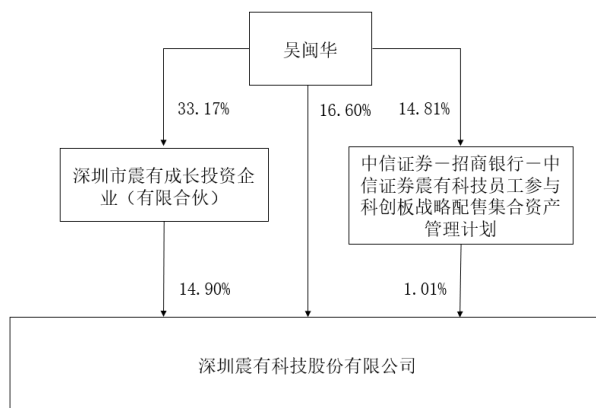 吴闽华
33.17%
16.60%
14.81%
深圳市震有成长投资企
业（有限合伙）
中信证券－招商银行－中
信证券震有科技员工参与
科创板战略配售集合资产
管理计划
14.90%
1.01%
深圳震有科技股份有限公司